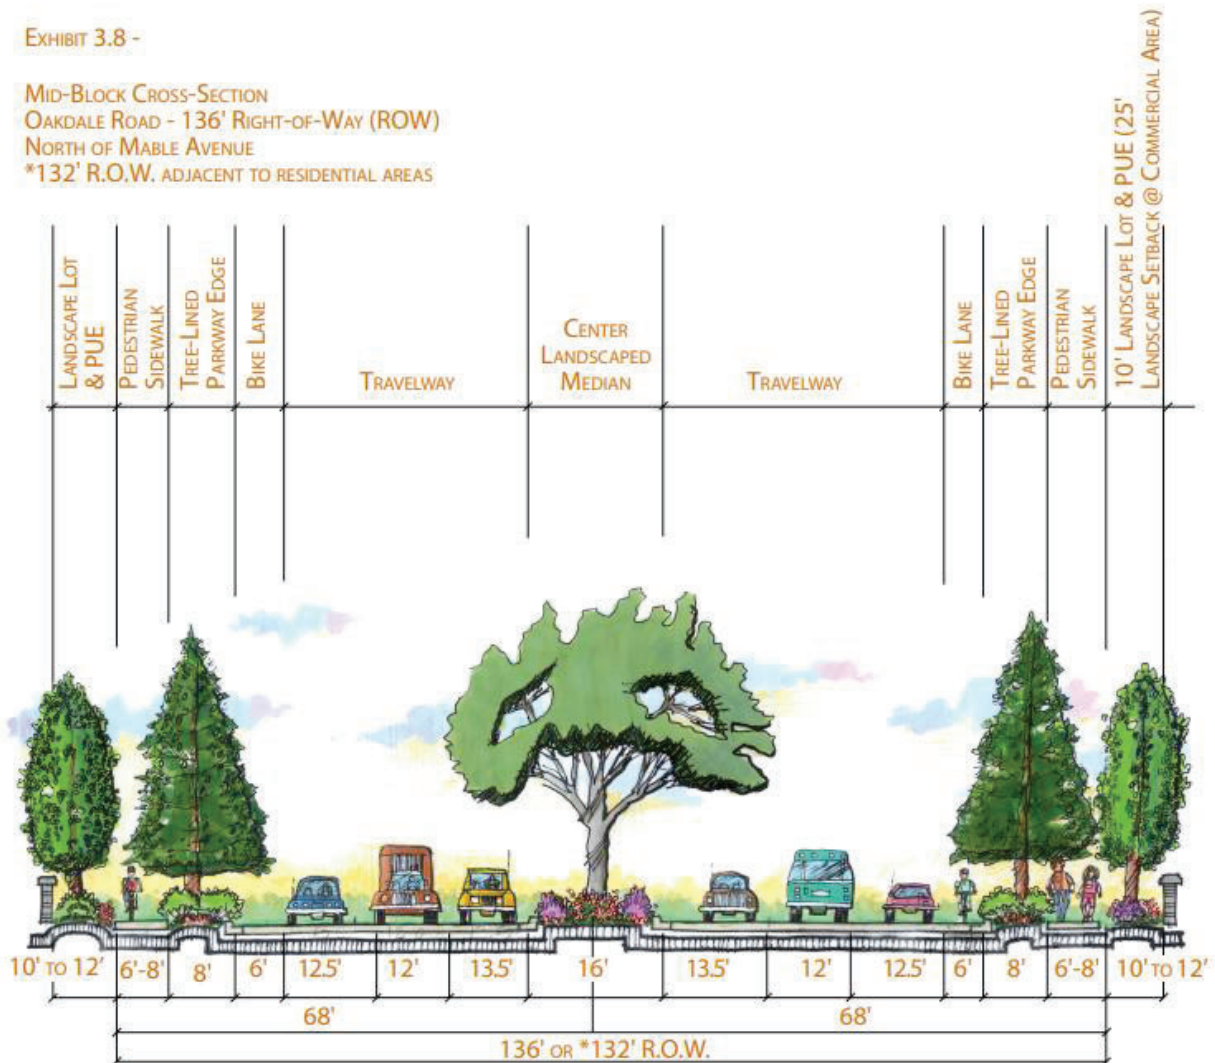 EXHIBIT 3.8 -
MID-BLOCK CROSS-SECTION
OAKDALE ROAD - 136' RIGHT-OF-WAY (ROW)
NORTH OF MABLE AVENUE
*132' R.O.W. ADJACENT TO RESIDENTIAL AREAS
LANDSCAPE LOT
& PUE
PEDESTRIAN
SIDEWALK
TREE-LINED
PARKWAY EDGE
BIKE LANE
TRAVELWAY
CENTER
LANDSCAPED
MEDIAN
TRAVELWAY
BIKE LANE
TREE-LINED
PARKWAY EDGE
PEDESTRIAN
SIDEWALK
10' LANDSCAPE LOT & PUE (25'
LANDSCAPE SETBACK @ COMMERCIAL AREA)
10' TO 12' 6'-8' 8' 6' 12.5' 12' 13.5' 16' 13.5' 12' 12.5' 6' 8' 6'-8' 10' TO 12'
68' 68'
136' OR *132' R.O.W.